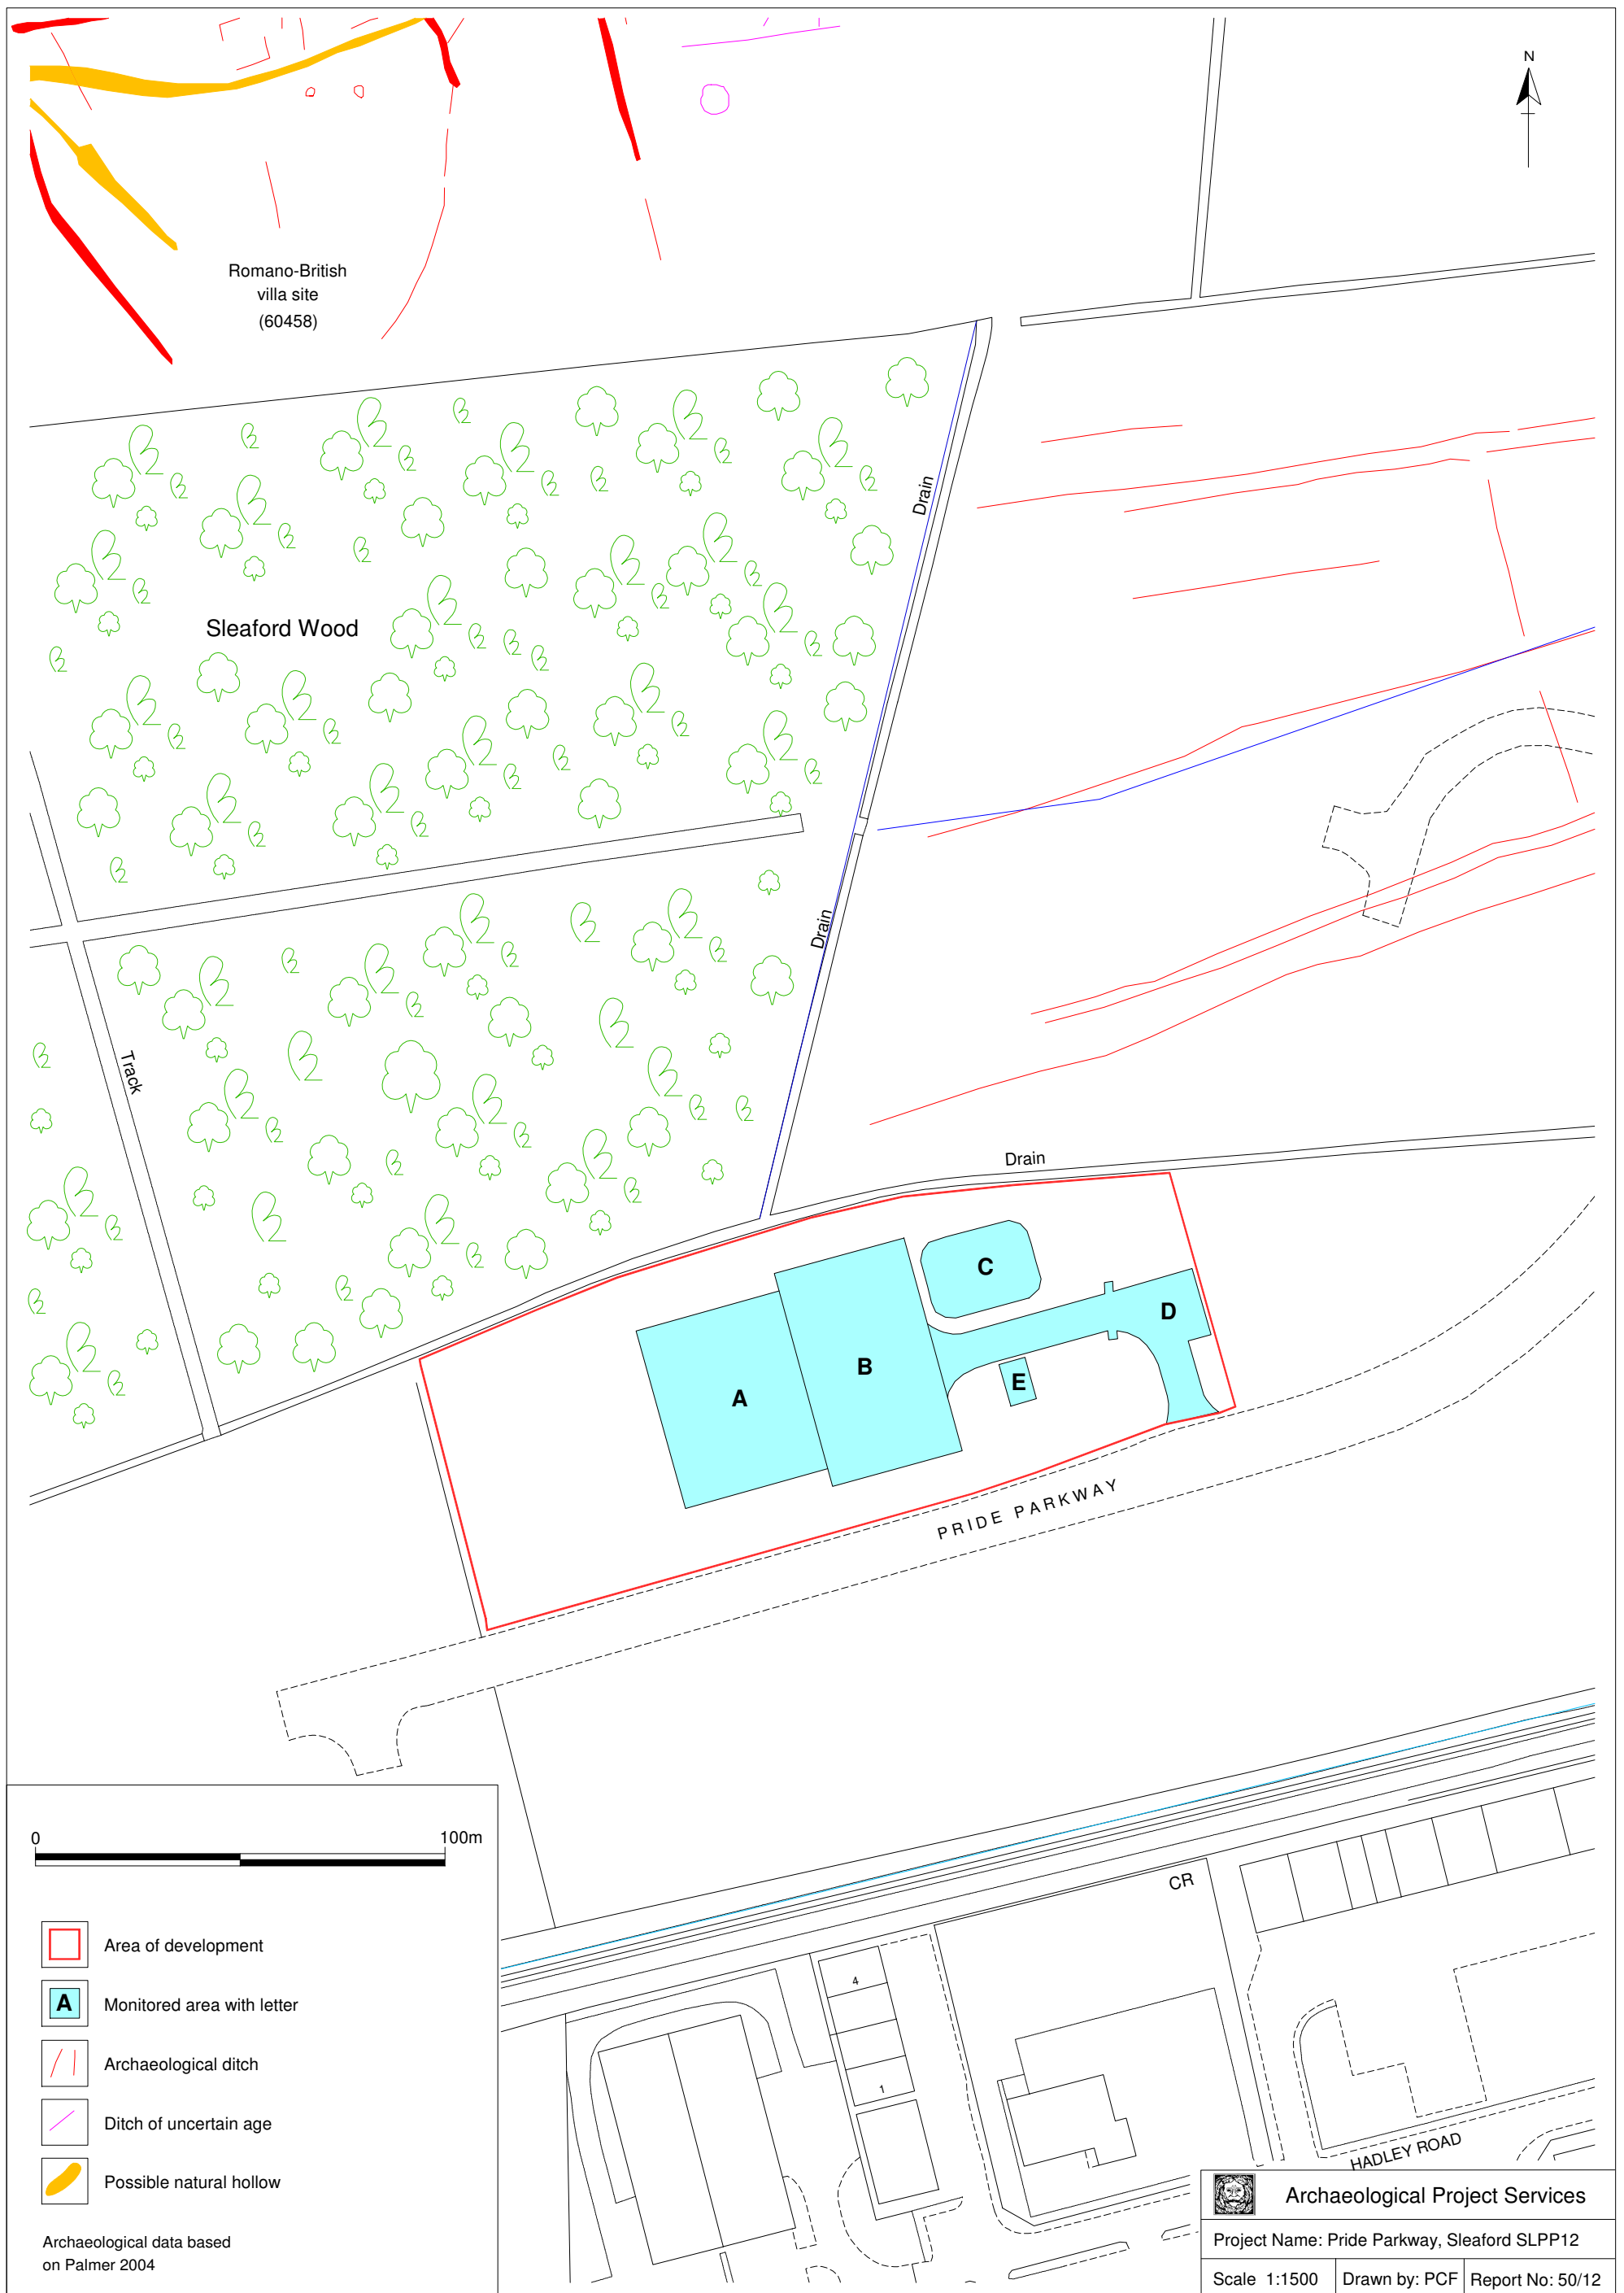 N
Romano-British
villa site
(60458)
Drain
Sleaford Wood
Drain
Track
Drain
C
D
B
E
A
PRIDE PARKWAY
0 100m
CR
Area of development
4
A Monitored area with letter
Archaeological ditch
1
Ditch of uncertain age
HADLEY ROAD
Possible natural hollow
Archaeological Project Services
Archaeological data based
on Palmer 2004
Project Name: Pride Parkway, Sleaford SLPP12
Scale 1:1500 Drawn by: PCF Report No: 50/12